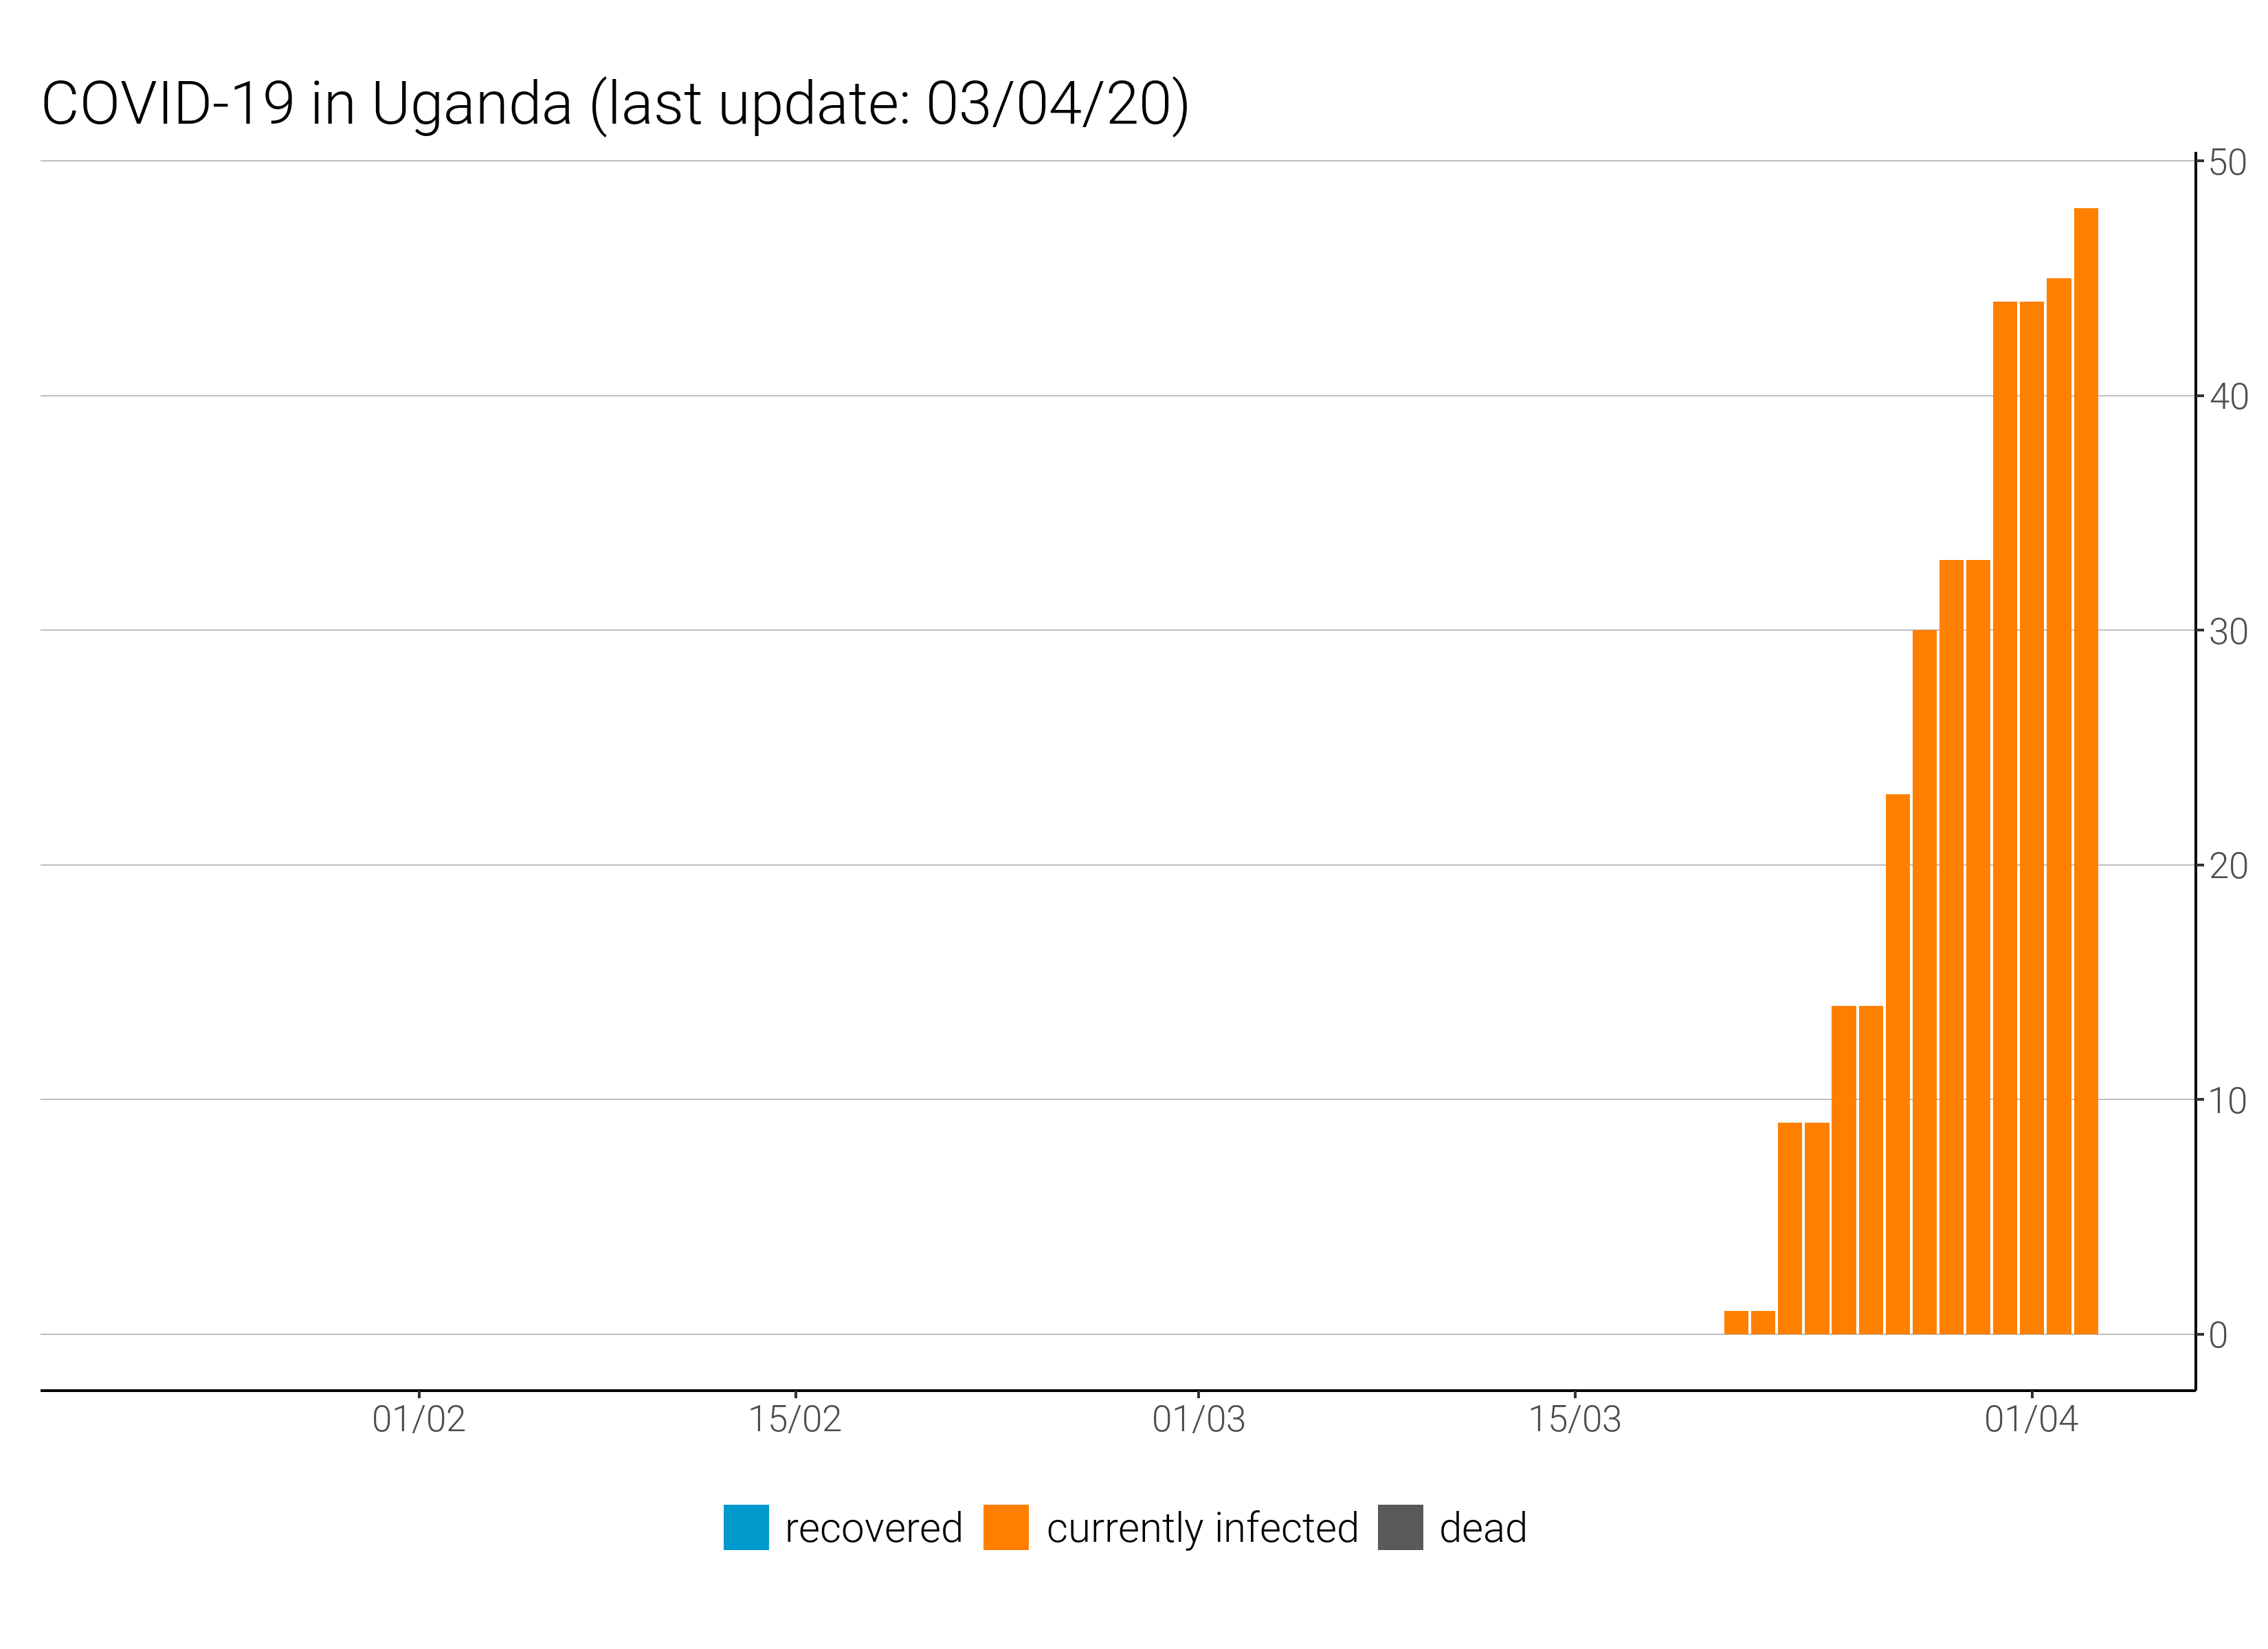 COVID-19 in Uganda (last update: 03/04/20)
50
40
30
20
10
0
01/02 15/02 01/03 15/03 01/04
recovered currently infected dead